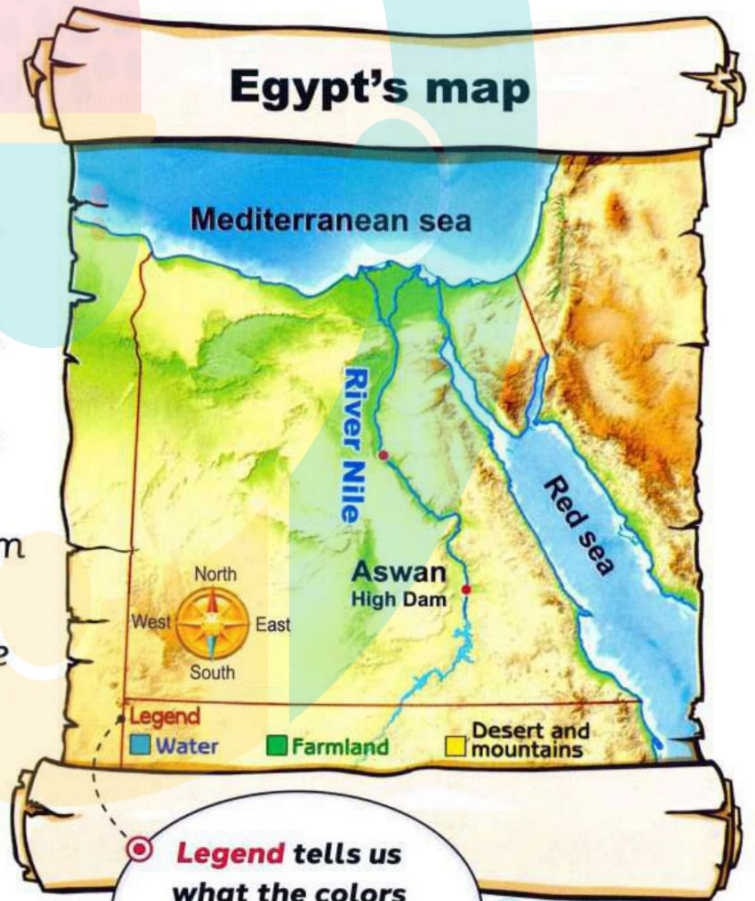 Egypt's map
Mediterranean sea
River Nile
Red sea
Aswan
High Dam
North
West
East
South
Legend
Water
Farmland
Desert and
mountains
Legend tells us
what the colors